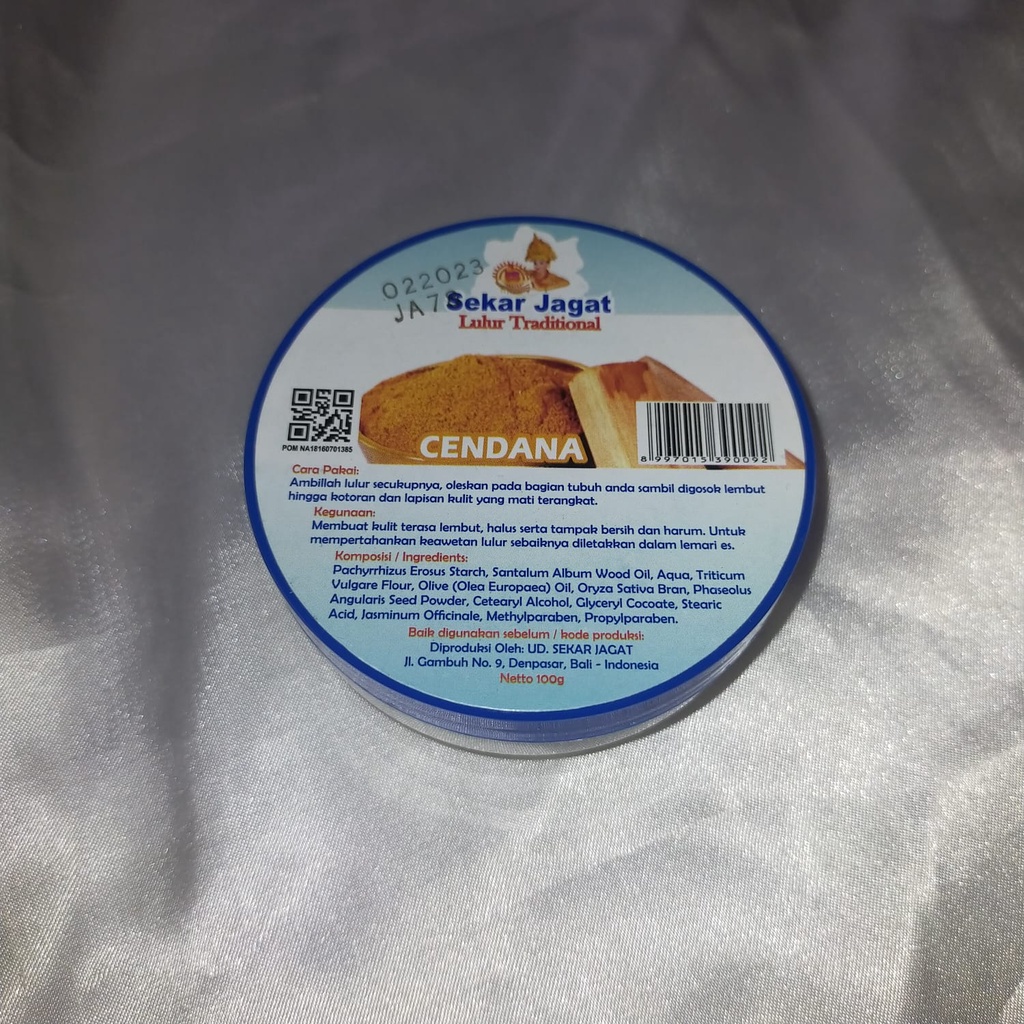 022023
Sekar Jagat
Lulur Traditional
CENDANA
POM NA18160701385
8 997015 390092
Cara Pakai:
Ambillah lulur secukupnya, oleskan pada bagian tubuh anda sambil digosok lembut
hingga kotoran dan lapisan kulit yang mati terangkat.
Kegunaan:
Membuat kulit terasa lembut, halus serta tampak bersih dan harum. Untuk
mempertahankan keawetan lulur sebaiknya diletakkan dalam lemari es.
Komposisi / Ingredients:
Pachyrrhizus Erosus Starch, Santalum Album Wood Oil, Aqua, Triticum
Vulgare Flour, Olive (Olea Europaea) Oil, Oryza Sativa Bran, Phaseolus
Angularis Seed Powder, Cetearyl Alcohol, Glyceryl Cocoate, Stearic
Acid, Jasminum Officinale, Methylparaben, Propylparaben.
Baik digunakan sebelum / kode produksi:
Diproduksi Oleh: UD. SEKAR JAGAT
Jl. Gambuh No. 9, Denpasar, Bali - Indonesia
Netto 100g